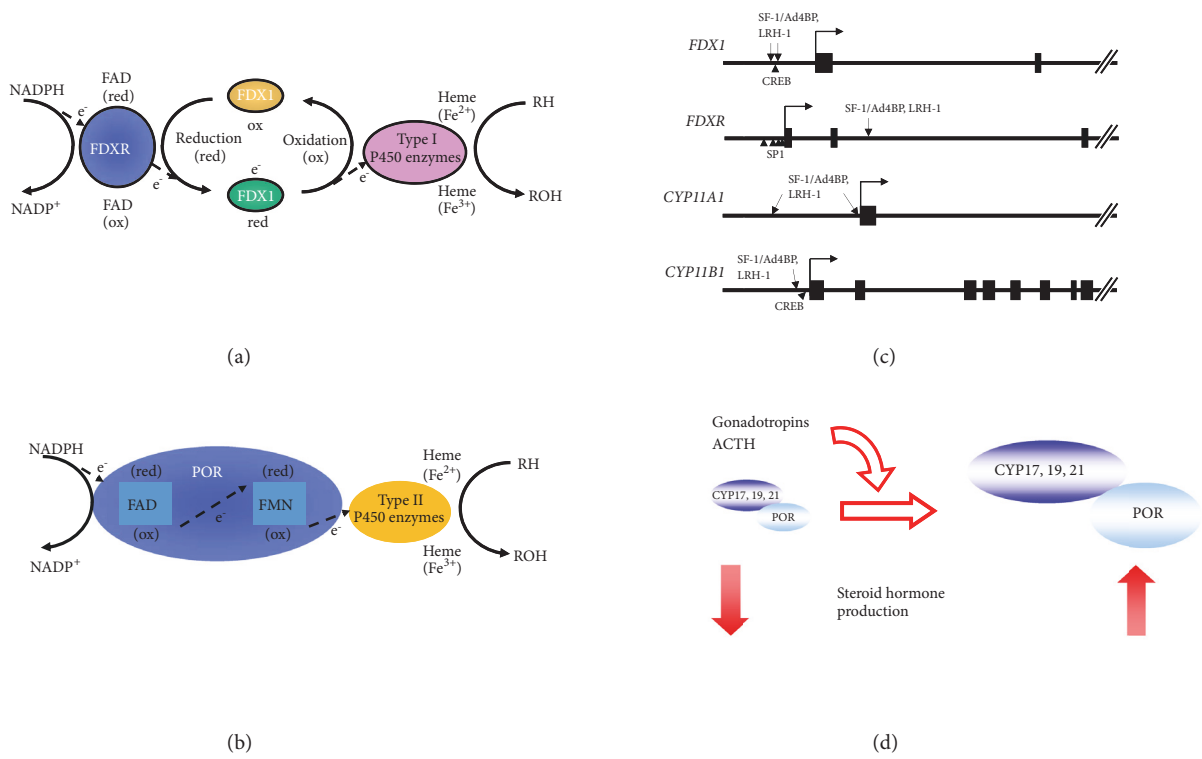 NADPH
e-
FAD
(red)
FDXR
FAD
(ox)
NADP+
e-
FDX1
ox
Reduction
(red)
e-
FDX1
red
Oxidation
(ox)
e-
Heme
(Fe2+)
Type I
P450 enzymes
Heme
(Fe3+)
RH
ROH
(a)
NADPH
e-
POR
(red)
FAD
(ox)
e-
(red)
FMN
(ox)
e-
NADP+
Heme
(Fe2+)
Type II
P450 enzymes
Heme
(Fe3+)
RH
ROH
(b)
SF-1/Ad4BP,
LRH-1
FDX1
CREB
SF-1/Ad4BP, LRH-1
FDXR
SP1
SF-1/Ad4BP,
LRH-1
CYP11A1
SF-1/Ad4BP,
LRH-1
CYP11B1
CREB
(c)
Gonadotropins
ACTH
CYP17, 19, 21
POR
CYP17, 19, 21
POR
Steroid hormone
production
(d)